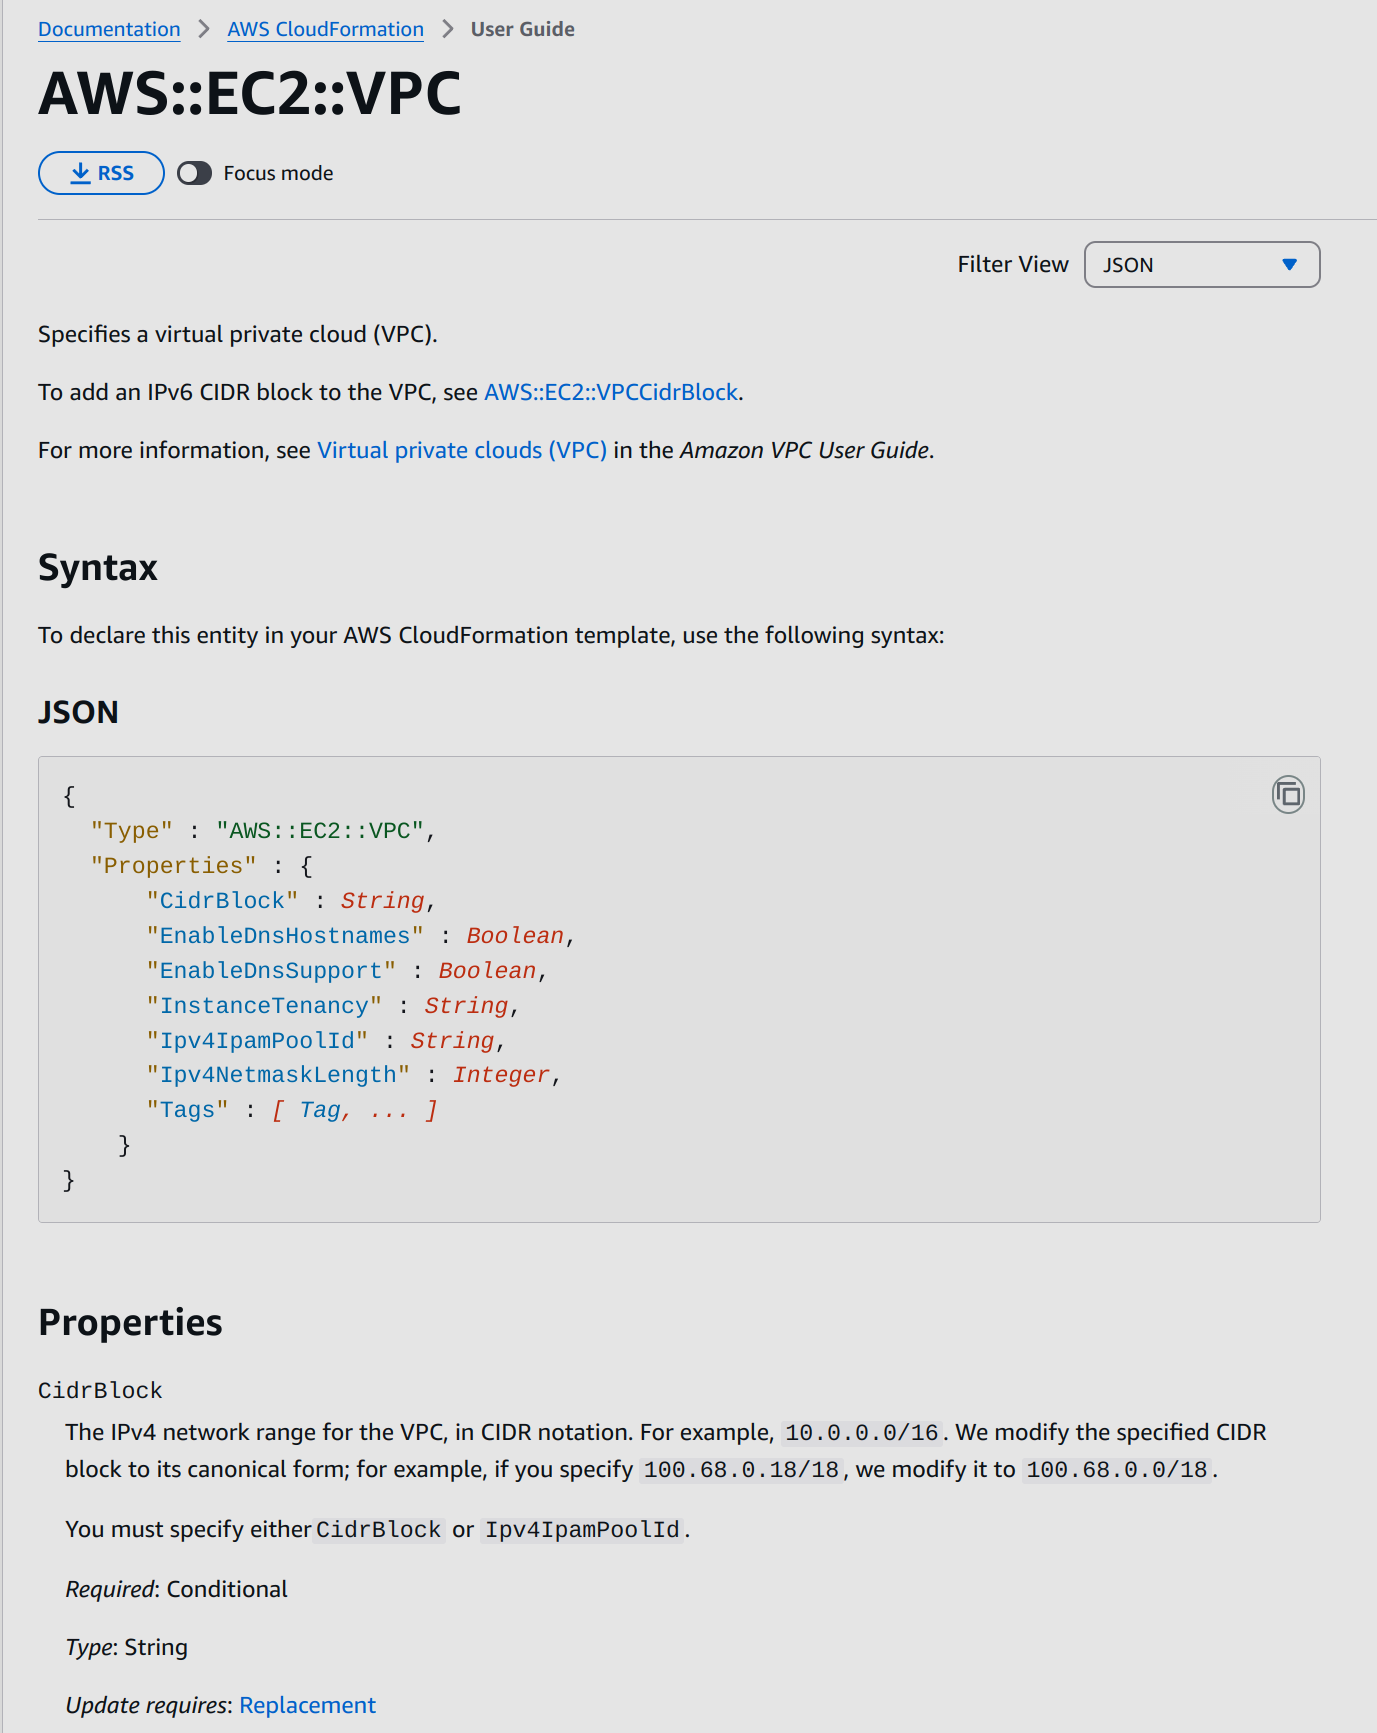 Documentation > AWS CloudFormation > User Guide
AWS::EC2::VPC
RSS Focus mode
Filter View JSON
Specifies a virtual private cloud (VPC).
To add an IPv6 CIDR block to the VPC, see AWS::EC2::VPCCidrBlock.
For more information, see Virtual private clouds (VPC) in the Amazon VPC User Guide.
Syntax
To declare this entity in your AWS CloudFormation template, use the following syntax:
JSON
{
  "Type" : "AWS::EC2::VPC",
  "Properties" : {
      "CidrBlock" : String,
      "EnableDnsHostnames" : Boolean,
      "EnableDnsSupport" : Boolean,
      "InstanceTenancy" : String,
      "Ipv4IpamPoolId" : String,
      "Ipv4NetmaskLength" : Integer,
      "Tags" : [ Tag, ... ]
    }
}
Properties
CidrBlock
The IPv4 network range for the VPC, in CIDR notation. For example, 10.0.0.0/16. We modify the specified CIDR
block to its canonical form; for example, if you specify 100.68.0.18/18, we modify it to 100.68.0.0/18.
You must specify either CidrBlock or Ipv4IpamPoolId.
Required: Conditional
Type: String
Update requires: Replacement